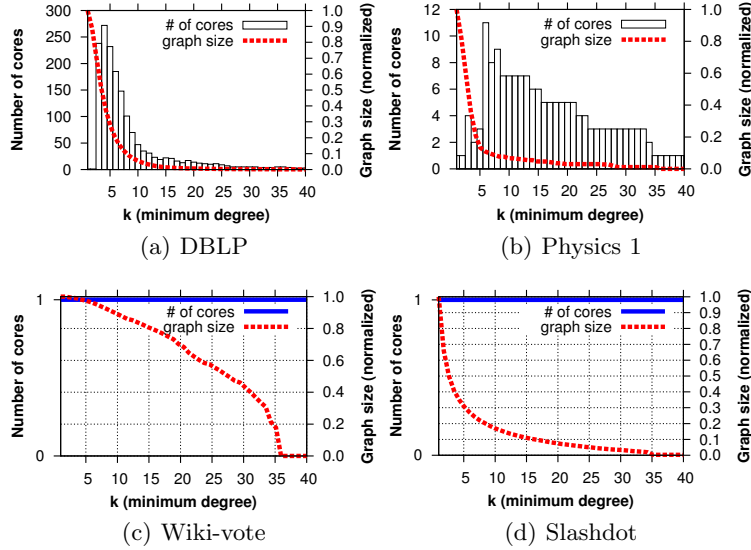 300
250
200
150
100
50
0
Number of cores
# of cores
graph size
1.0
0.9
0.8
0.7
0.6
0.5
0.4
0.3
0.2
0.1
0.0
Graph size (normalized)
5 10 15 20 25 30 35 40
k (minimum degree)
(a) DBLP
12
10
8
6
4
2
0
Number of cores
# of cores
graph size
1.0
0.8
0.6
0.4
0.2
0.0
Graph size (normalized)
5 10 15 20 25 30 35 40
k (minimum degree)
(b) Physics 1
1
0
Number of cores
# of cores
graph size
1.0
0.8
0.6
0.4
0.2
0.0
Graph size (normalized)
5 10 15 20 25 30 35 40
k (minimum degree)
(c) Wiki-vote
1
0
Number of cores
# of cores
graph size
1.0
0.9
0.8
0.7
0.6
0.5
0.4
0.3
0.2
0.1
0.0
Graph size (normalized)
5 10 15 20 25 30 35 40
k (minimum degree)
(d) Slashdot